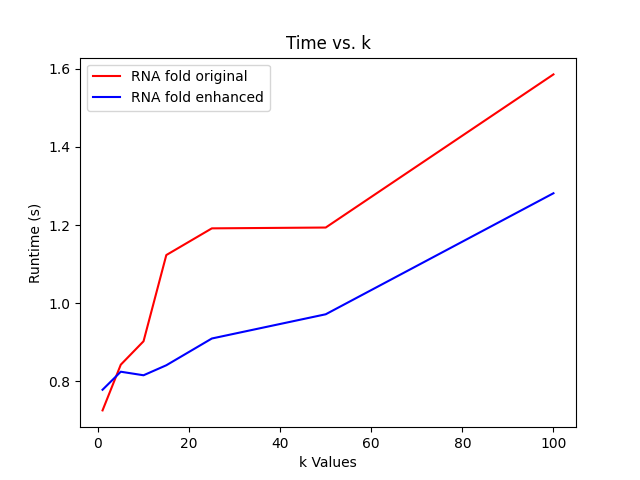 Time vs. k
RNA fold original
RNA fold enhanced
1.6
1.4
1.2
1.0
0.8
Runtime (s)
0 20 40 60 80 100
k Values